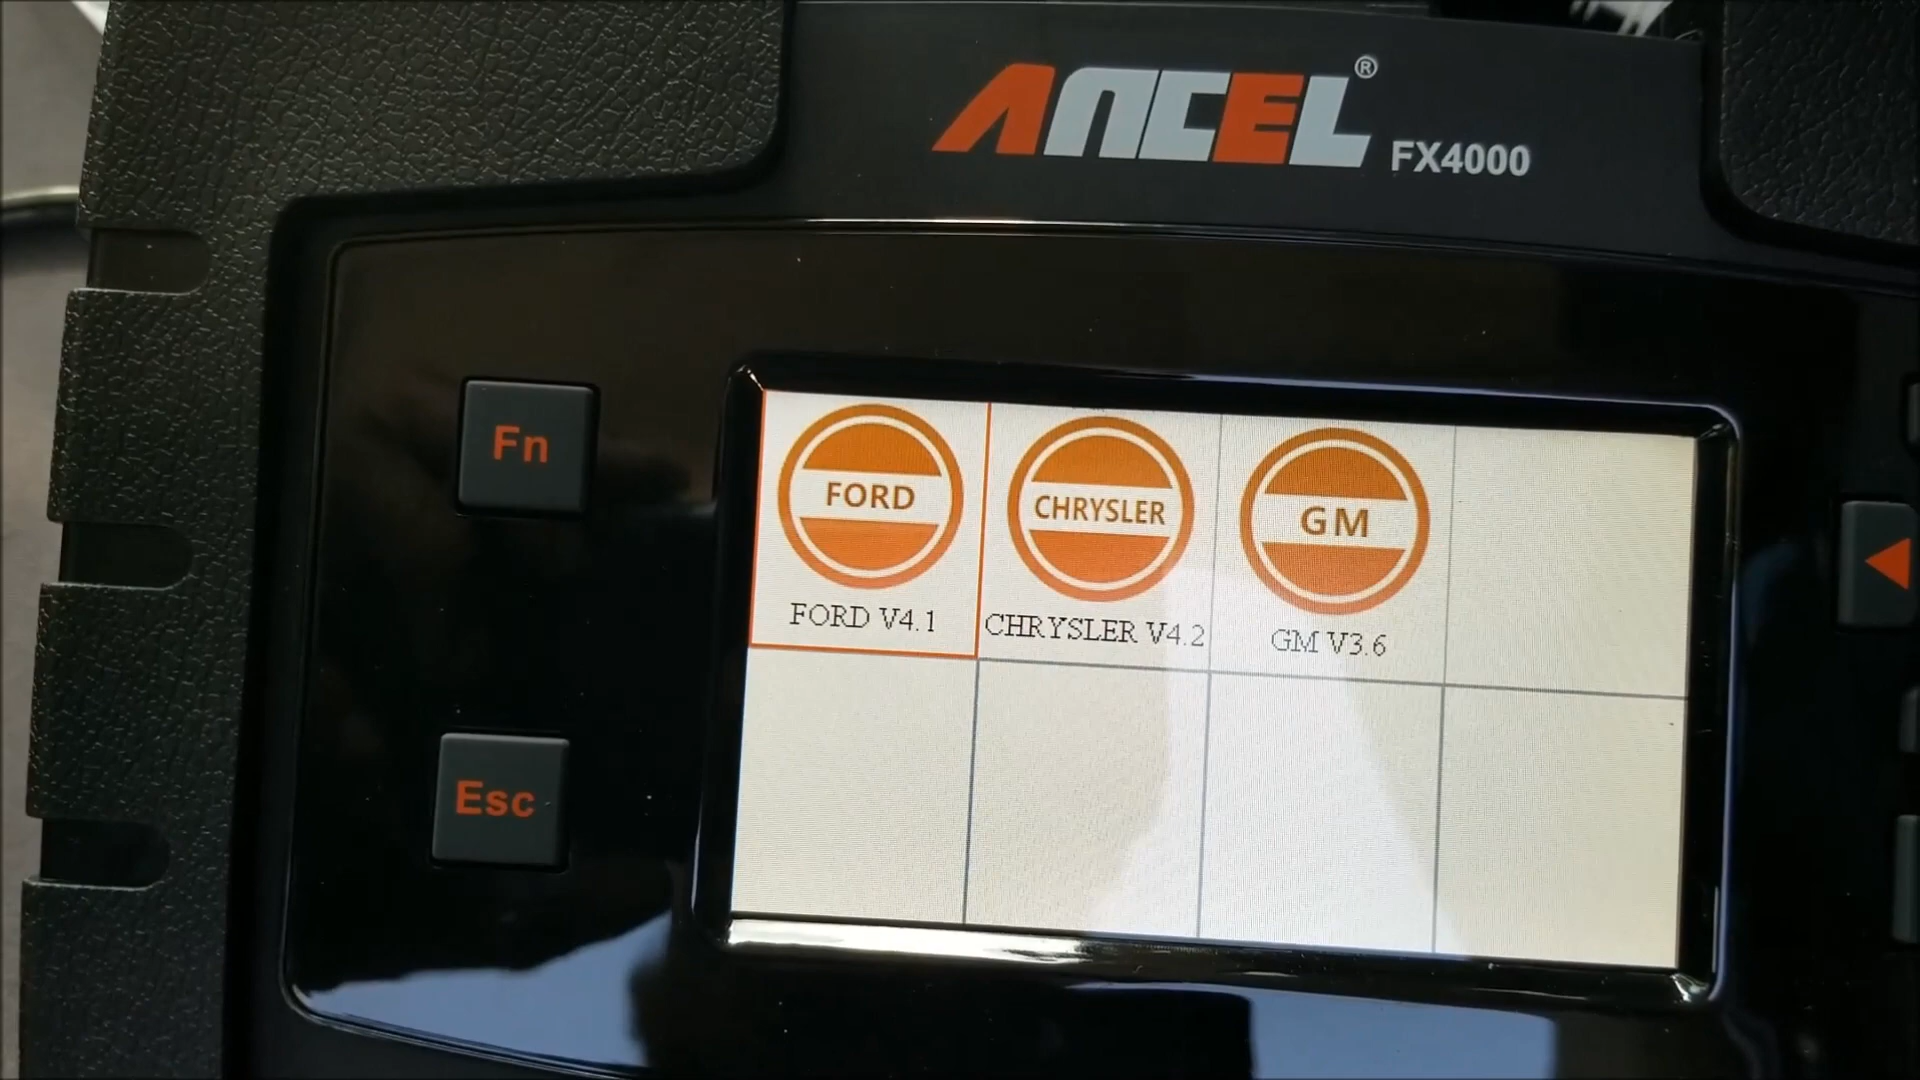 ANCEL®
FX4000
Fn
FORD
CHRYSLER
GM
FORD V4.1
CHRYSLER V4.2
GM V3.6
Esc